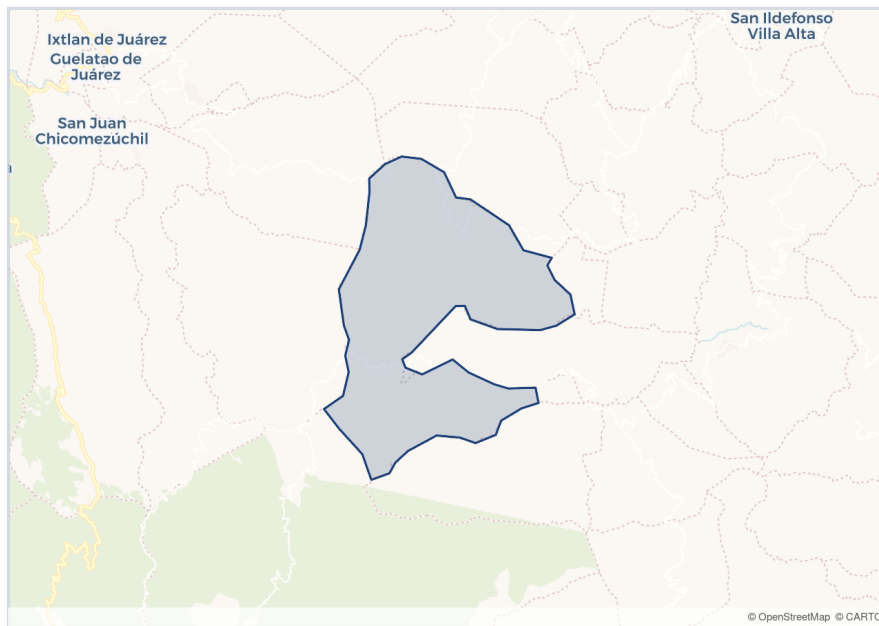 San Ildefonso
Villa Alta
Ixtlan de Juárez
Guelatao de
Juárez
San Juan
Chicomezúchil
a
© OpenStreetMap © CARTO